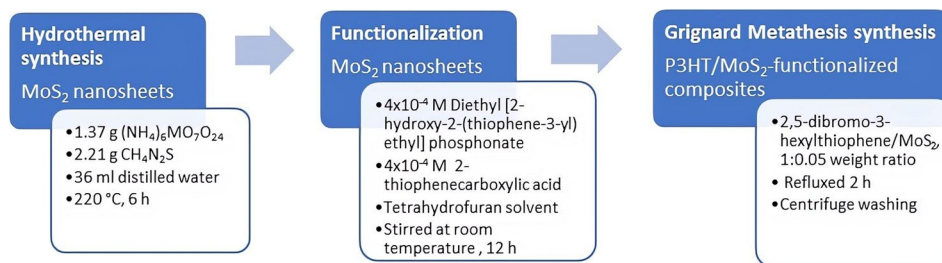 Hydrothermal
synthesis
MoS₂ nanosheets
•1.37 g (NH₄)₆MO₇O₂₄
•2.21 g CH₄N₂S
•36 ml distilled water
•220 °C, 6 h
Functionalization
MoS₂ nanosheets
•4x10⁻⁴ M Diethyl [2-
hydroxy-2-(thiophene-3-yl)
ethyl] phosphonate
•4x10⁻⁴ M 2-
thiophenecarboxylic acid
•Tetrahydrofuran solvent
•Stirred at room
temperature , 12 h
Grignard Metathesis synthesis
P3HT/MoS₂-functionalized
composites
•2,5-dibromo-3-
hexylthiophene/MoS₂,
1:0.05 weight ratio
•Refluxed 2 h
•Centrifuge washing